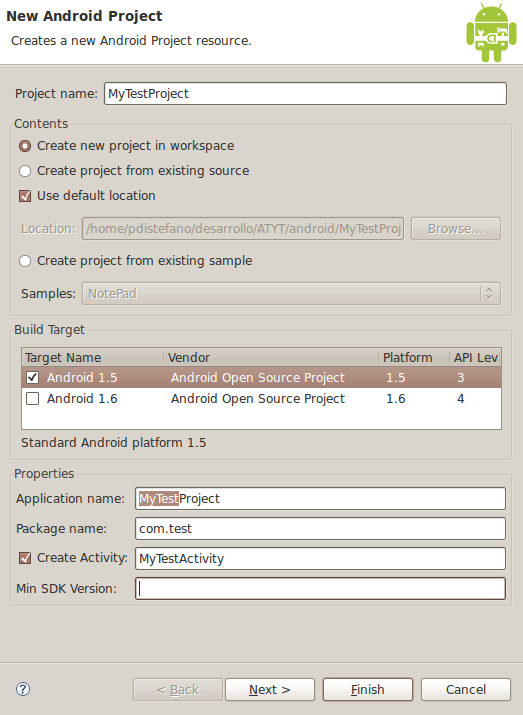 New Android Project
Creates a new Android Project resource.
Project name: MyTestProject
Contents
Create new project in workspace
Create project from existing source
Use default location
Location: /home/pdistefano/desarrollo/ATYT/android/MyTestProj Browse...
Create project from existing sample
Samples: NotePad
Build Target
Target Name Vendor Platform API Lev
Android 1.5 Android Open Source Project 1.5 3
Android 1.6 Android Open Source Project 1.6 4
Standard Android platform 1.5
Properties
Application name: MyTestProject
Package name: com.test
Create Activity: MyTestActivity
Min SDK Version:
? < Back Next > Finish Cancel